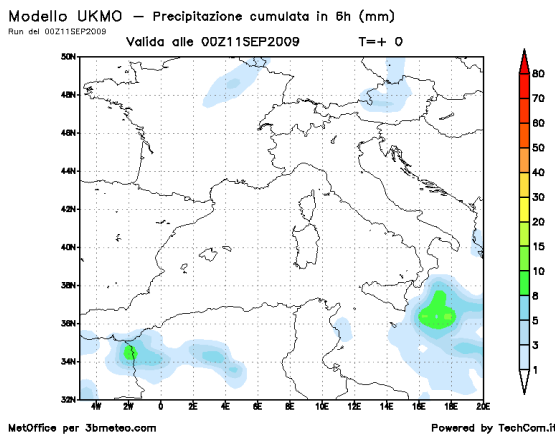 Modello UKMO – Precipitazione cumulata in 6h (mm)
Run del 00Z11SEP2009
Valida alle 00Z11SEP2009 T=+ 0
50N
48N
46N
44N
42N
40N
38N
36N
34N
32N
4W 2W 0 2E 4E 6E 8E 10E 12E 14E 16E 18E 20E
80
70
60
50
40
30
20
15
10
8
5
3
1
MetOffice per 3bmeteo.com Powered by TechCom.it